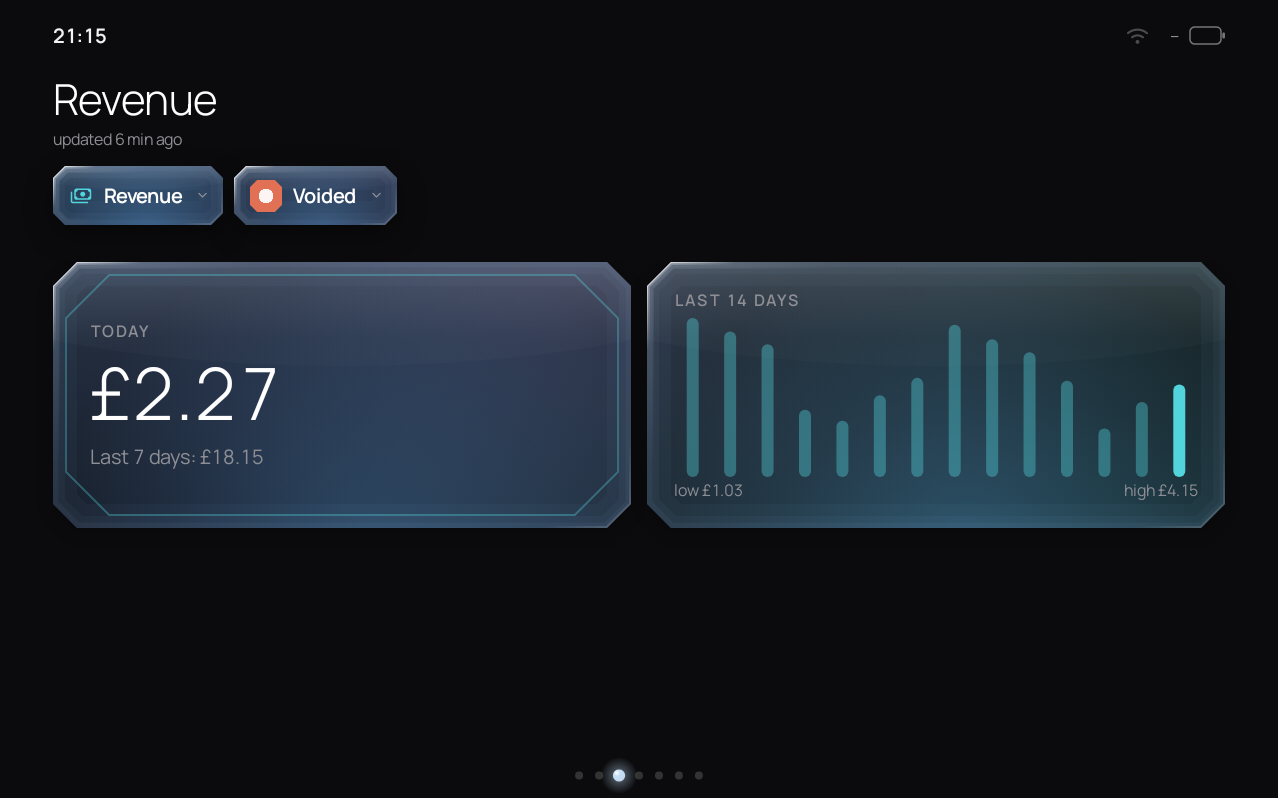 21:15
–
Revenue
updated 6 min ago
Revenue
Voided
TODAY
£2.27
Last 7 days: £18.15
LAST 14 DAYS
low £1.03
high £4.15